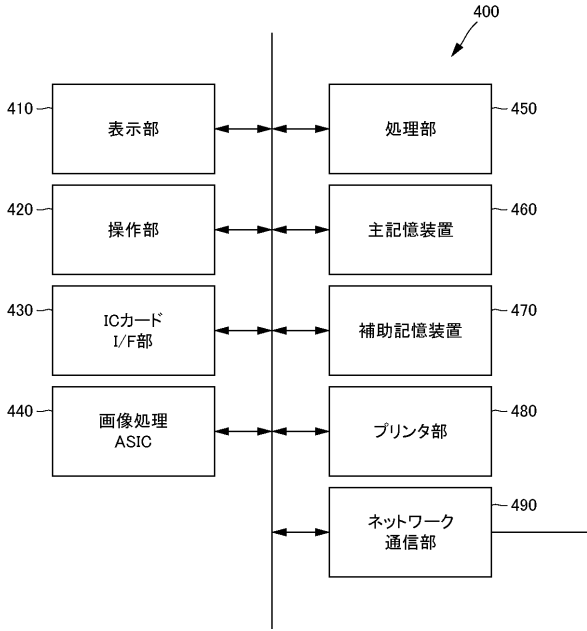 400
410
表示部
450
処理部
420
操作部
460
主記憶装置
430
ICカード
I/F部
470
補助記憶装置
440
画像処理
ASIC
480
プリンタ部
490
ネットワーク
通信部